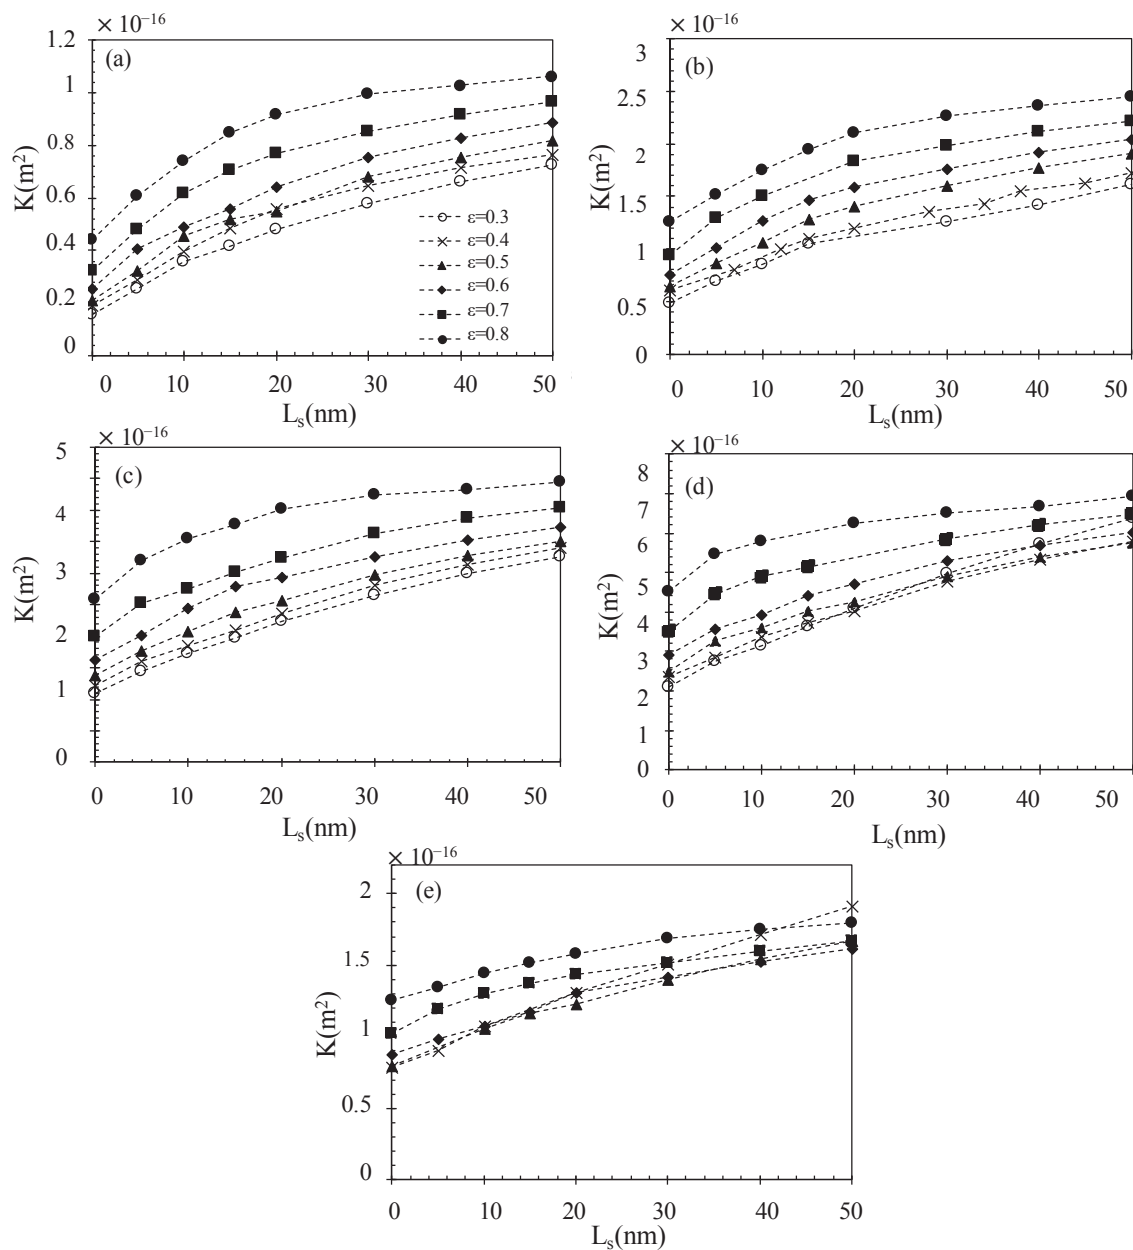 × 10⁻¹⁶
(a)
K(m²)
1.2
1
0.8
0.6
0.4
0.2
0
ε=0.3
ε=0.4
ε=0.5
ε=0.6
ε=0.7
ε=0.8
0 10 20 30 40 50
Lₛ(nm)
× 10⁻¹⁶
(b)
K(m²)
3
2.5
2
1.5
1
0.5
0
0 10 20 30 40 50
Lₛ(nm)
× 10⁻¹⁶
(c)
K(m²)
5
4
3
2
1
0
0 10 20 30 40 50
Lₛ(nm)
× 10⁻¹⁶
(d)
K(m²)
8
7
6
5
4
3
2
1
0
0 10 20 30 40 50
Lₛ(nm)
× 10⁻¹⁶
(e)
K(m²)
2
1.5
1
0.5
0
0 10 20 30 40 50
Lₛ(nm)